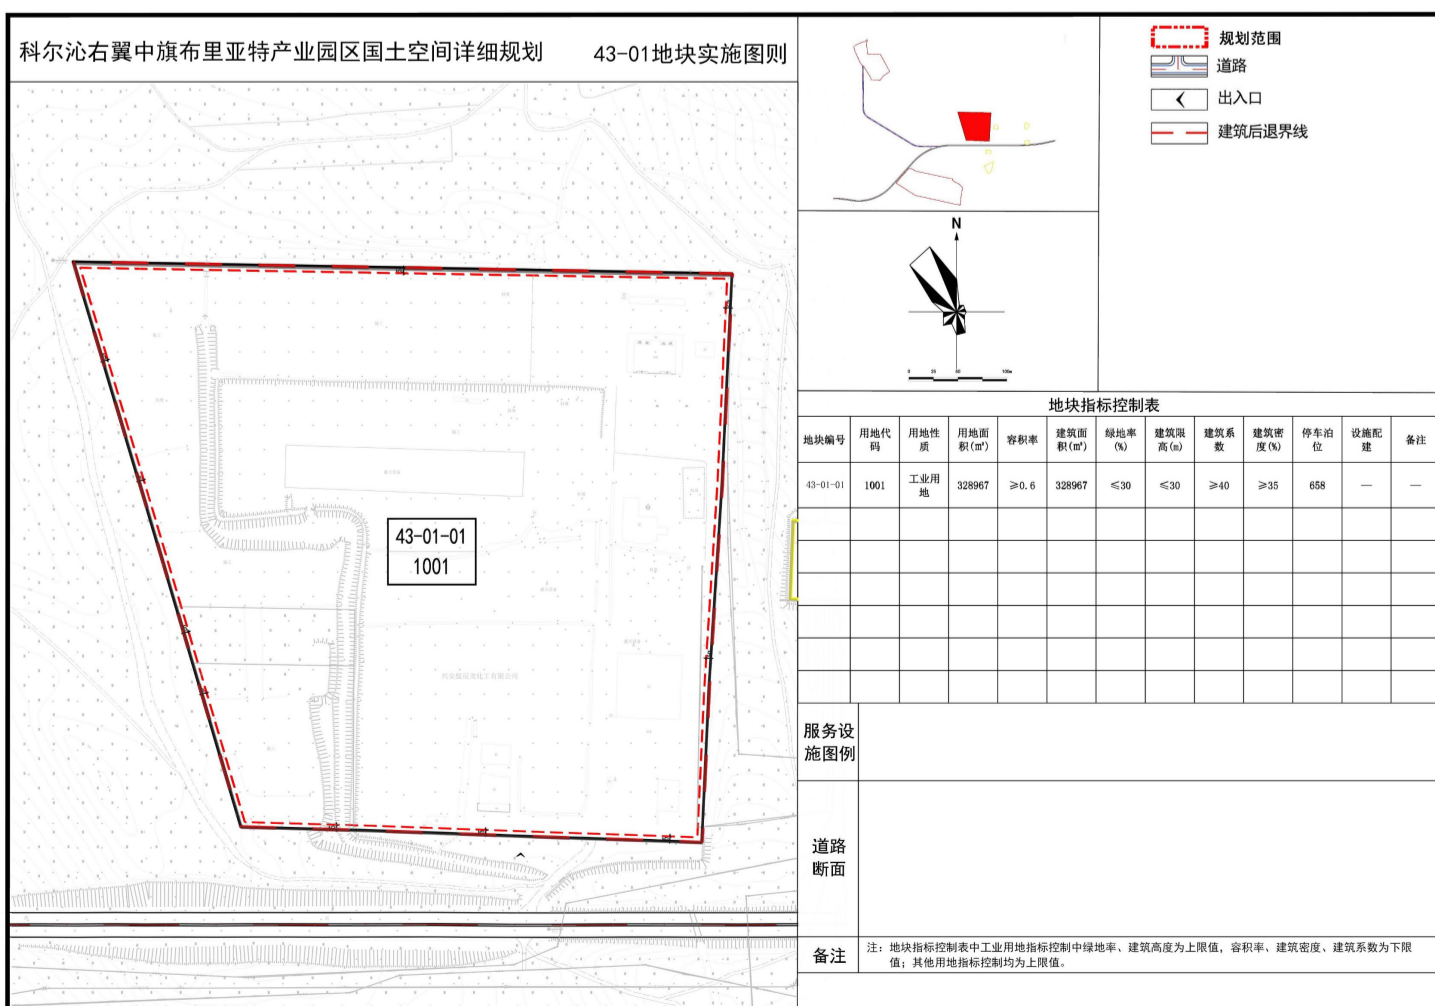 科尔沁右翼中旗布里亚特产业园区国土空间详细规划 43-01地块实施图则
规划范围
道路
出入口
建筑后退界线
N
0 25 50 100m
43-01-01
1001
地块指标控制表
地块编号 用地代码 用地性质 用地面积(㎡) 容积率 建筑面积(㎡) 绿地率(%) 建筑限高(m) 建筑系数 建筑密度(%) 停车泊位 设施配建 备注
43-01-01 1001 工业用地 328967 ≥0.6 328967 ≤30 ≤30 ≥40 ≥35 658 — —
服务设
施图例
道路
断面
备注
注：地块指标控制表中工业用地指标控制中绿地率、建筑高度为上限值，容积率、建筑密度、建筑系数为下限
值；其他用地指标控制均为上限值。